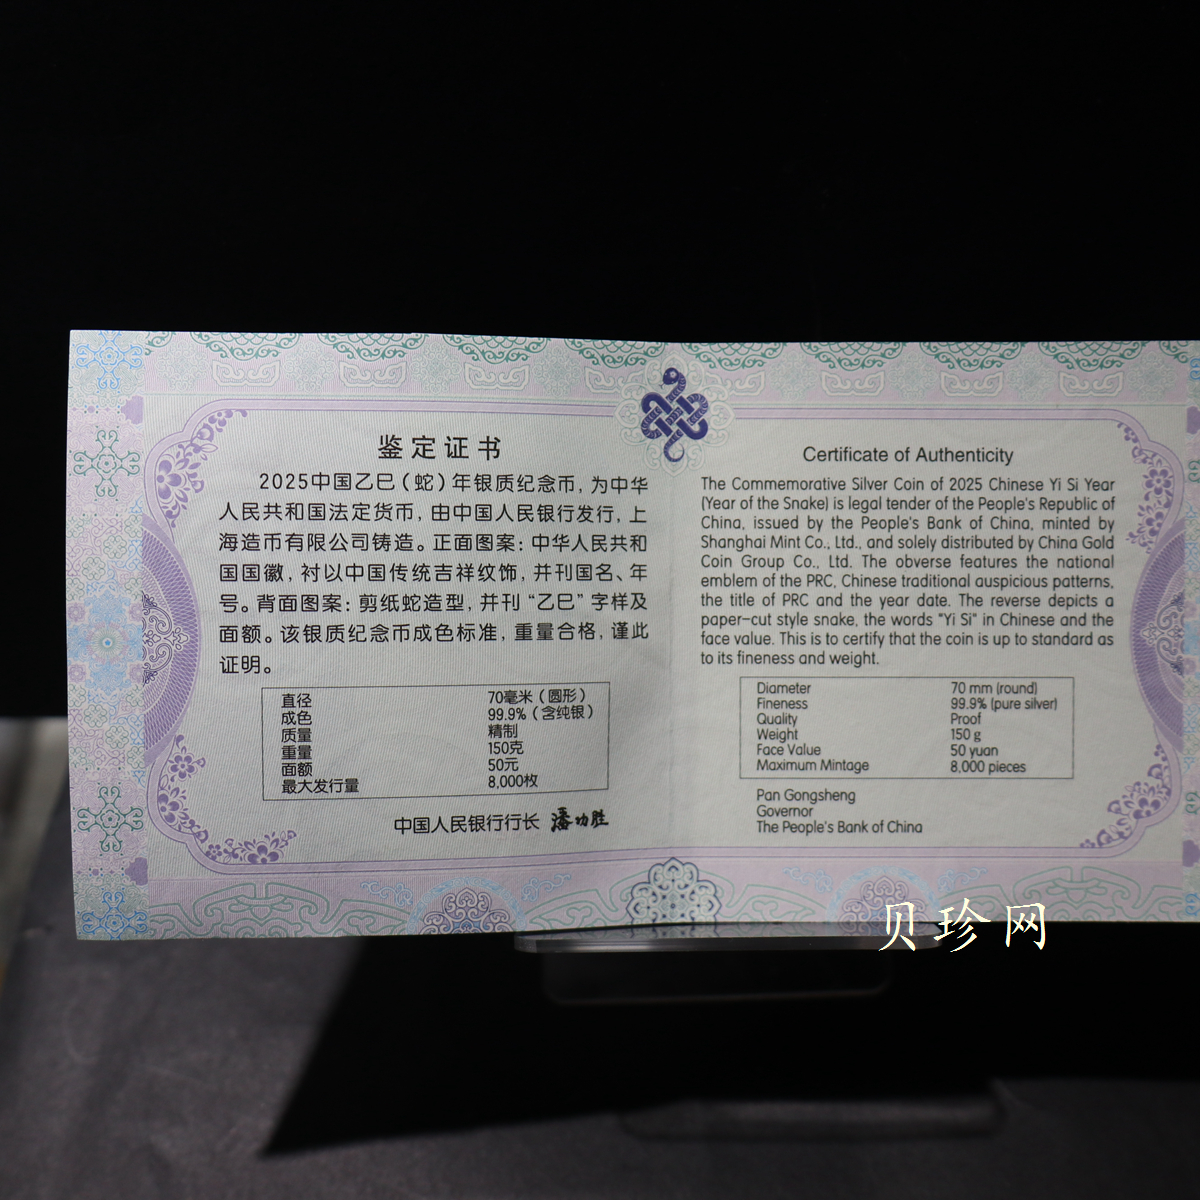 鉴定证书
2025中国乙巳（蛇）年银质纪念币，为中华
人民共和国法定货币，由中国人民银行发行，上
海造币有限公司铸造。正面图案：中华人民共和
国国徽，衬以中国传统吉祥纹饰，并刊国名、年
号。背面图案：剪纸蛇造型，并刊“乙巳”字样及
面额。该银质纪念币成色标准，重量合格，谨此
证明。
直径 70毫米（圆形）
成色 99.9%（含纯银）
质量 精制
重量 150克
面额 50元
最大发行量 8,000枚
中国人民银行行长 潘功胜
Certificate of Authenticity
The Commemorative Silver Coin of 2025 Chinese Yi Si Year
(Year of the Snake) is legal tender of the People's Republic of
China, issued by the People's Bank of China, minted by
Shanghai Mint Co., Ltd., and solely distributed by China Gold
Coin Group Co., Ltd. The obverse features the national
emblem of the PRC, Chinese traditional auspicious patterns,
the title of PRC and the year date. The reverse depicts a
paper-cut style snake, the words "Yi Si" in Chinese and the
face value. This is to certify that the coin is up to standard as
to its fineness and weight.
Diameter 70 mm (round)
Fineness 99.9% (pure silver)
Quality Proof
Weight 150 g
Face Value 50 yuan
Maximum Mintage 8,000 pieces
Pan Gongsheng
Governor
The People's Bank of China
贝珍网